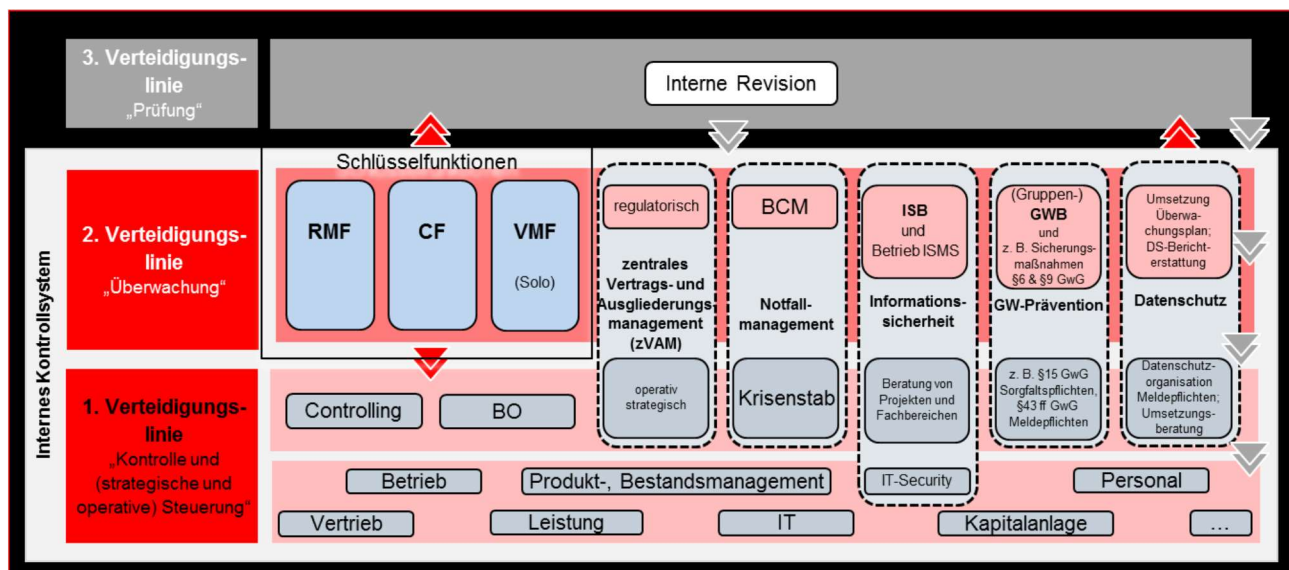 3. Verteidigungs-
linie
„Prüfung“
Interne Revision
Internes Kontrollsystem
2. Verteidigungs-
linie
„Überwachung“
Schlüsselfunktionen
RMF
CF
VMF
(Solo)
regulatorisch
zentrales
Vertrags- und
Ausgliederungs
management
(zVAM)
operativ
strategisch
BCM
Notfall-
management
Krisenstab
ISB
und
Betrieb ISMS
Informations-
sicherheit
Beratung von
Projekten und
Fachbereichen
IT-Security
(Gruppen-)
GWB
und
z. B. Sicherungs-
maßnahmen
§6 & §9 GwG
GW-Prävention
z. B. §15 GwG
Sorgfaltspflichten,
§43 ff GwG
Meldepflichten
Umsetzung
Überwa-
chungsplan;
DS-Bericht-
erstattung
Datenschutz
Datenschutz-
organisation
Meldepflichten;
Umsetzungs-
beratung
1. Verteidigungs-
linie
„Kontrolle und
(strategische und
operative) Steuerung“
Controlling
BO
Betrieb
Produkt-, Bestandsmanagement
Personal
Vertrieb
Leistung
IT
Kapitalanlage
…